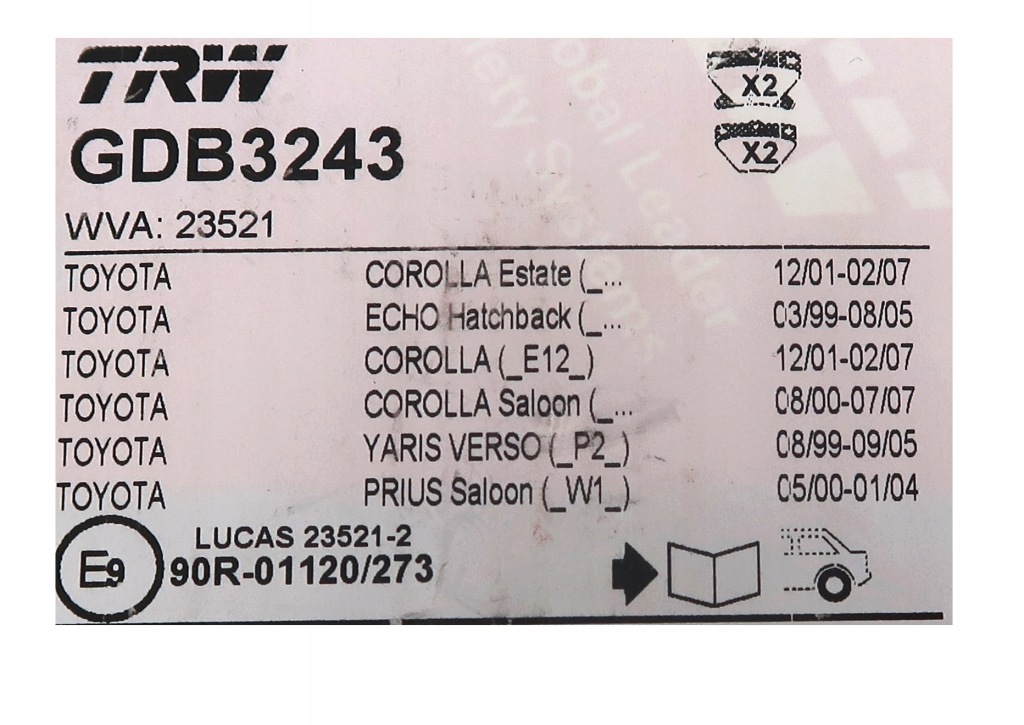 TRW
GDB3243
X2
X2
WVA: 23521
TOYOTA COROLLA Estate (_... 12/01-02/07
TOYOTA ECHO Hatchback (_... 03/99-08/05
TOYOTA COROLLA (_E12_) 12/01-02/07
TOYOTA COROLLA Saloon (_... 08/00-07/07
TOYOTA YARIS VERSO (_P2_) 08/99-09/05
TOYOTA PRIUS Saloon (_W1_) 05/00-01/04
LUCAS 23521-2
E9 90R-01120/273
Global Leader
Systems